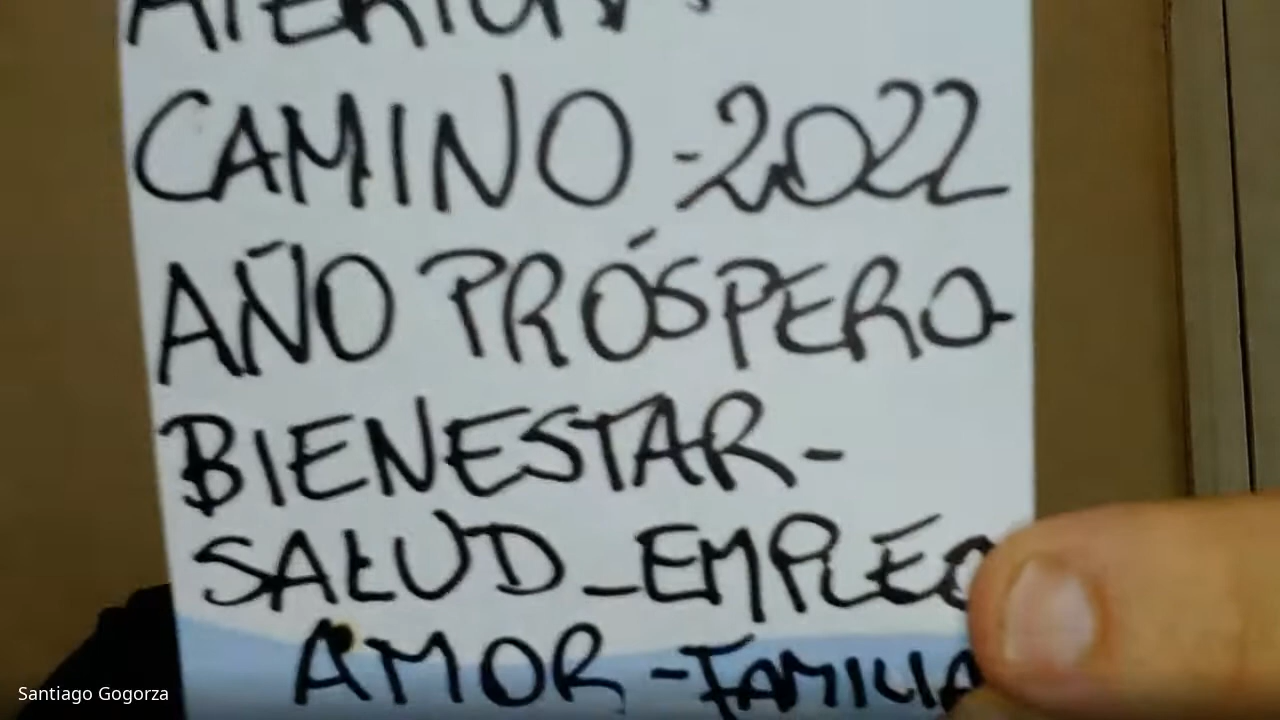 CAMINO -2022
AÑO PRÓSPERO-
BIENESTAR-
SALUD_EMPLEO
AMOR -FAMILIA
Santiago Gogorza